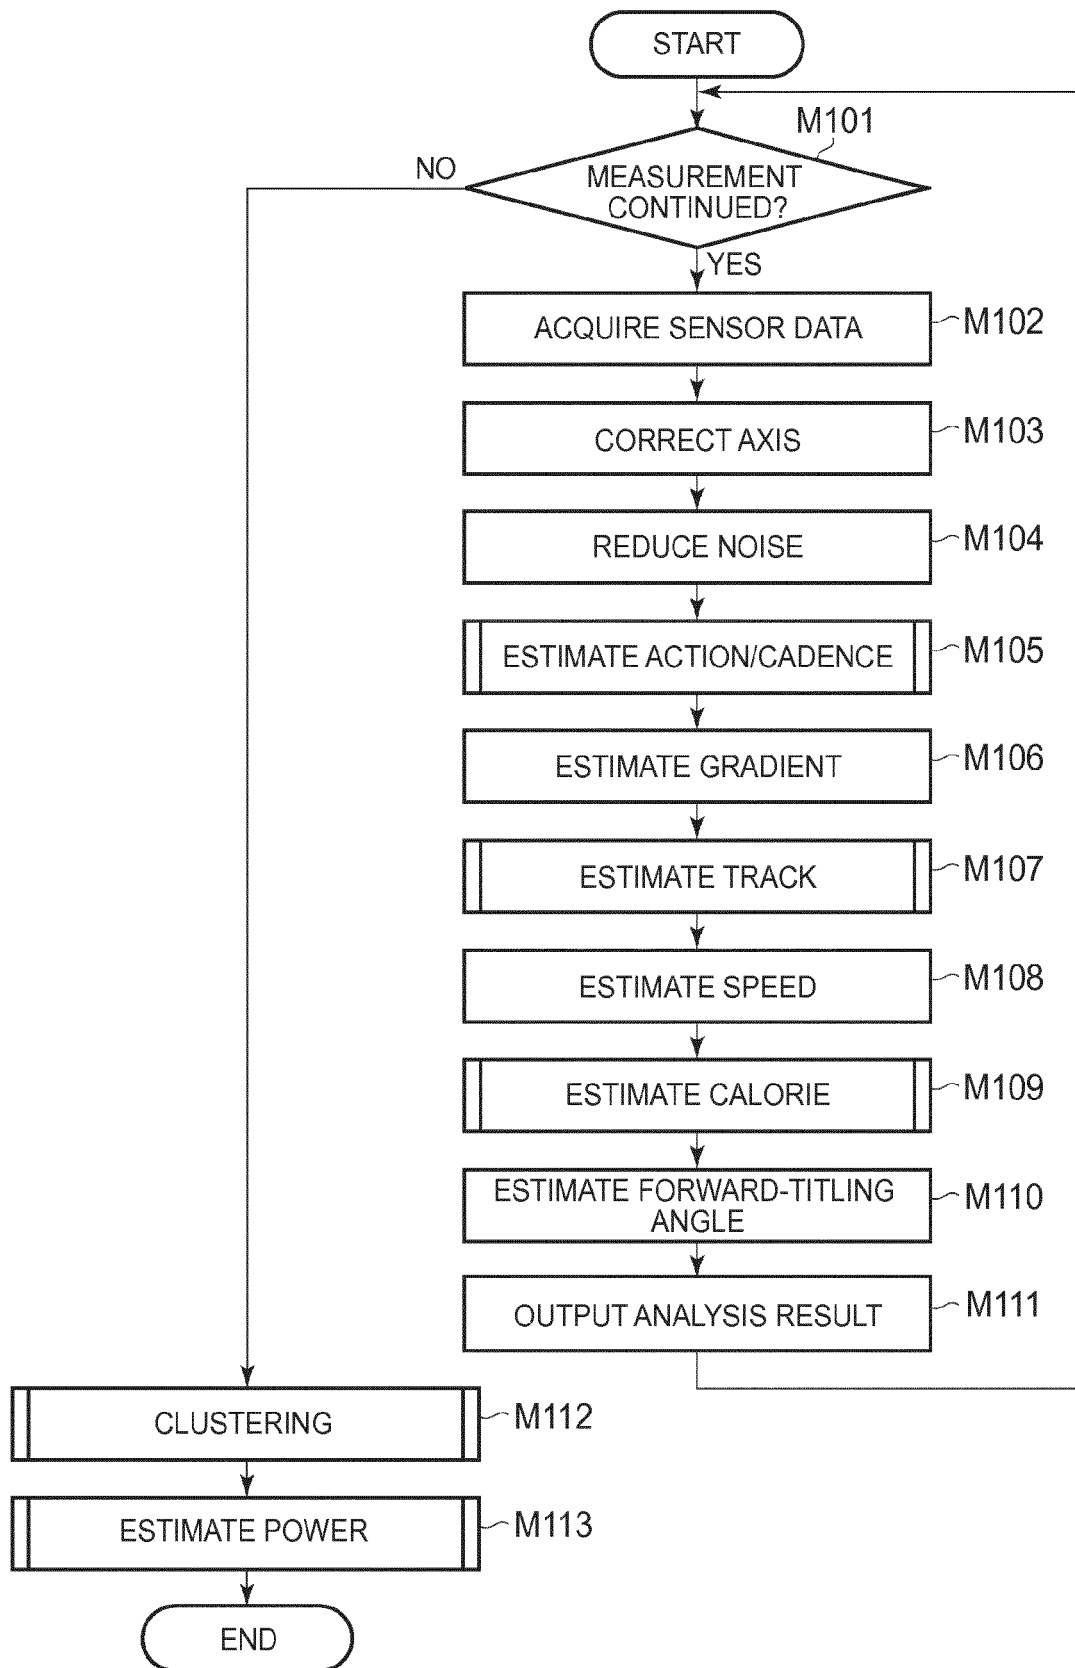 START
M101
NO
MEASUREMENT
CONTINUED?
YES
ACQUIRE SENSOR DATA
M102
CORRECT AXIS
M103
REDUCE NOISE
M104
ESTIMATE ACTION/CADENCE
M105
ESTIMATE GRADIENT
M106
ESTIMATE TRACK
M107
ESTIMATE SPEED
M108
ESTIMATE CALORIE
M109
ESTIMATE FORWARD-TITLING
ANGLE
M110
OUTPUT ANALYSIS RESULT
M111
CLUSTERING
M112
ESTIMATE POWER
M113
END